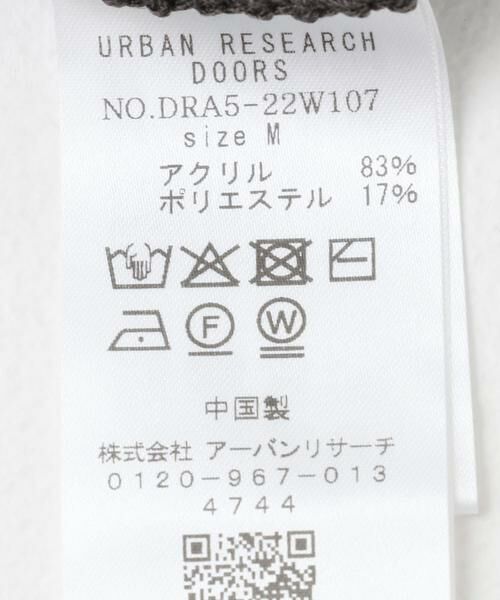 URBAN RESEARCH
DOORS
NO.DRA5-22W107
size M
アクリル 83%
ポリエステル 17%
F W
中国製
株式会社 アーバンリサーチ
0120-967-013
4744